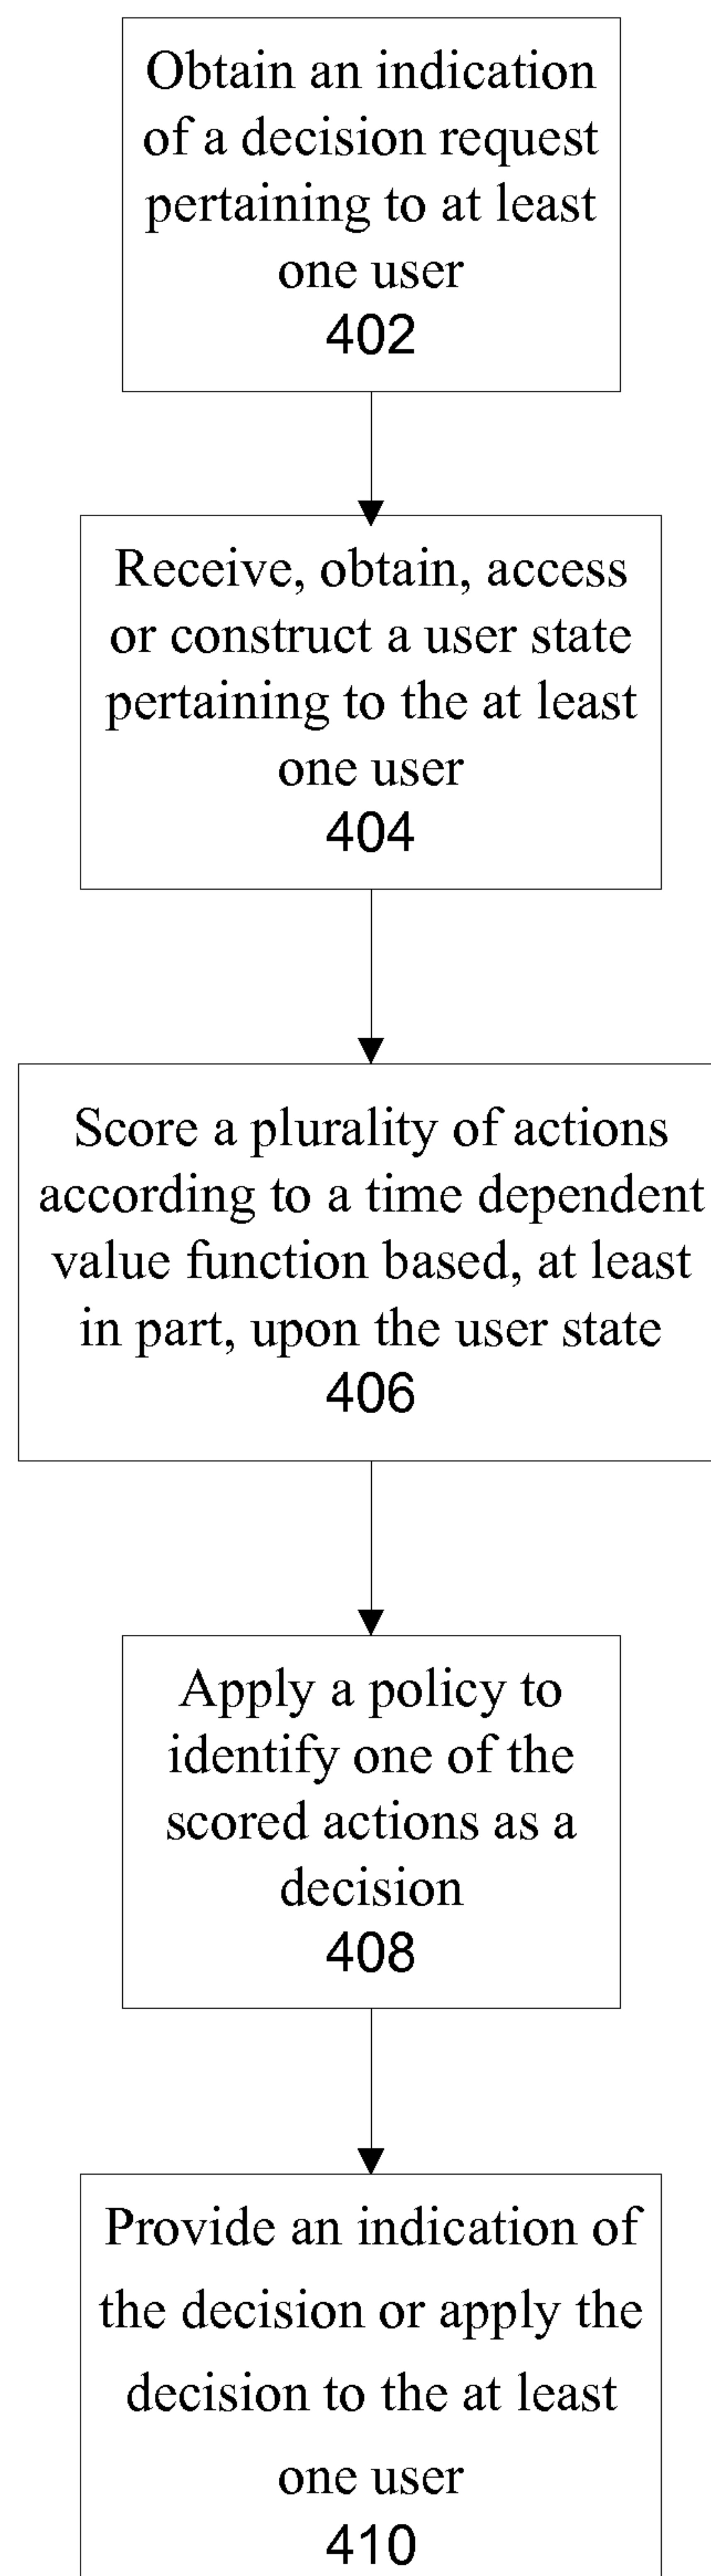 Obtain an indication
of a decision request
pertaining to at least
one user
402
Receive, obtain, access
or construct a user state
pertaining to the at least
one user
404
Score a plurality of actions
according to a time dependent
value function based, at least
in part, upon the user state
406
Apply a policy to
identify one of the
scored actions as a
decision
408
Provide an indication of
the decision or apply the
decision to the at least
one user
410